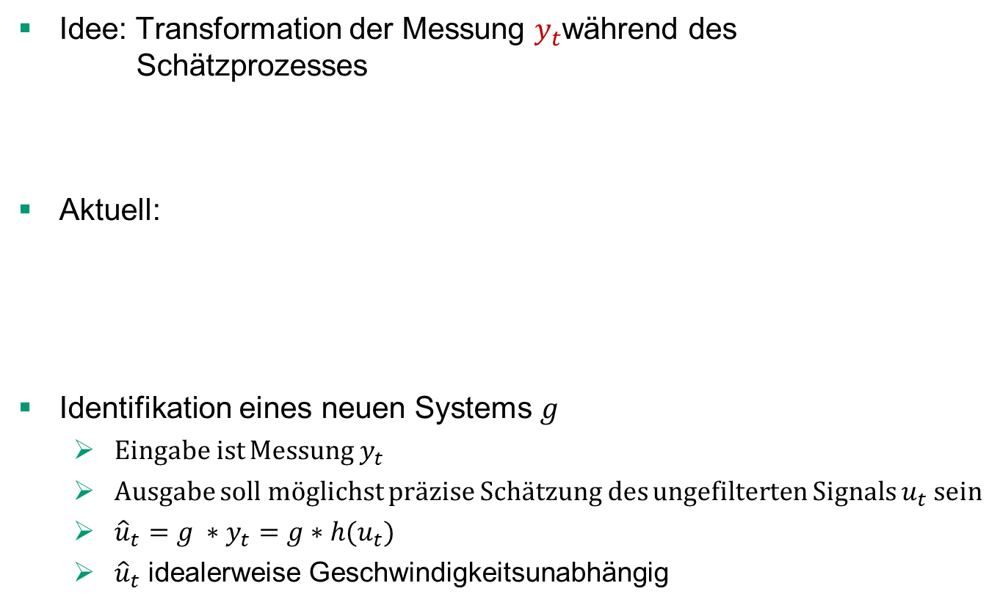 ▪ Idee: Transformation der Messung $y_t$während des
Schätzprozesses
▪ Aktuell:
▪ Identifikation eines neuen Systems $g$
➢ Eingabe ist Messung $y_t$
➢ Ausgabe soll möglichst präzise Schätzung des ungefilterten Signals $u_t$ sein
➢ $\hat{u}_t = g \ * y_t = g * h(u_t)$
➢ $\hat{u}_t$ idealerweise Geschwindigkeitsunabhängig